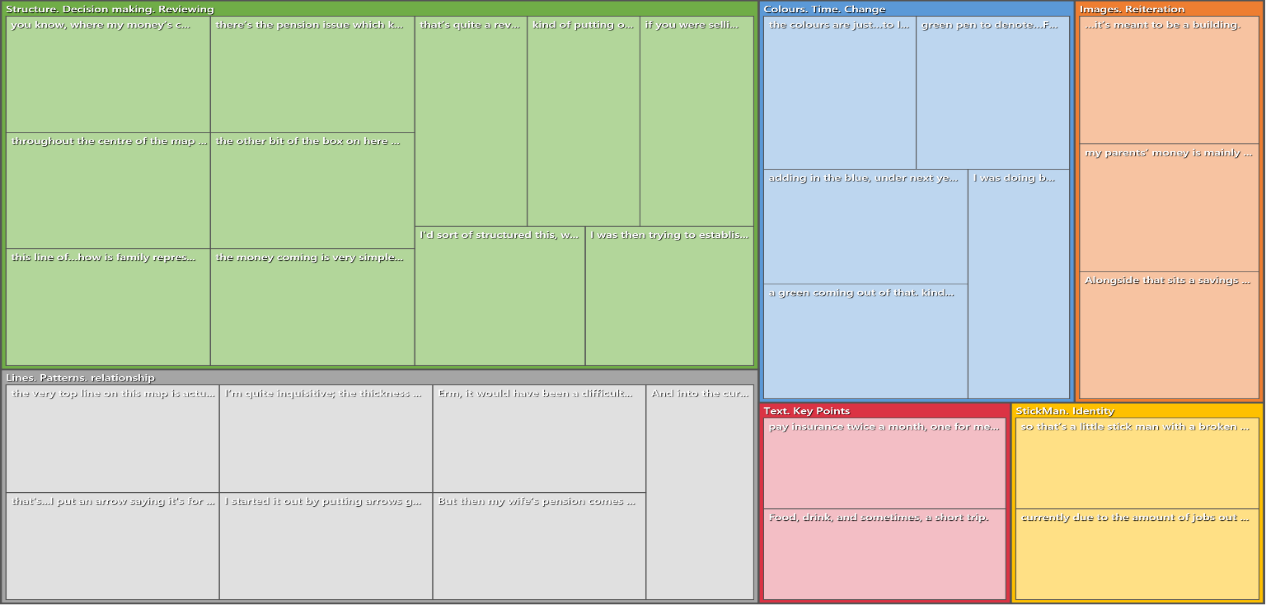 Structure. Decision making. Reviewing
you know, where my money's c...
there's the pension issue which k...
that's quite a rev...
kind of putting o...
if you were selli...
throughout the centre of the map ...
the other bit of the box on here ...
this line of...how is family repres...
the money coming is very simple...
I'd sort of structured this, w...
I was then trying to establis...
Colours. Time. Change
the colours are just...to l...
green pen to denote...F...
adding in the blue, under next ye...
I was doing b...
a green coming out of that. kind...
Images. Reiteration
...it's meant to be a building.
my parents' money is mainly ...
Alongside that sits a savings ...
Lines. Patterns. relationship
the very top line on this map is actu...
I'm quite inquisitive; the thickness ...
Erm, it would have been a difficult...
And into the cur...
that's...I put an arrow saying it's for ...
I started it out by putting arrows g...
But then my wife's pension comes ...
Text. Key Points
pay insurance twice a month, one for me...
Food, drink, and sometimes, a short trip.
StickMan. Identity
so that's a little stick man with a broken ...
currently due to the amount of jobs out ...